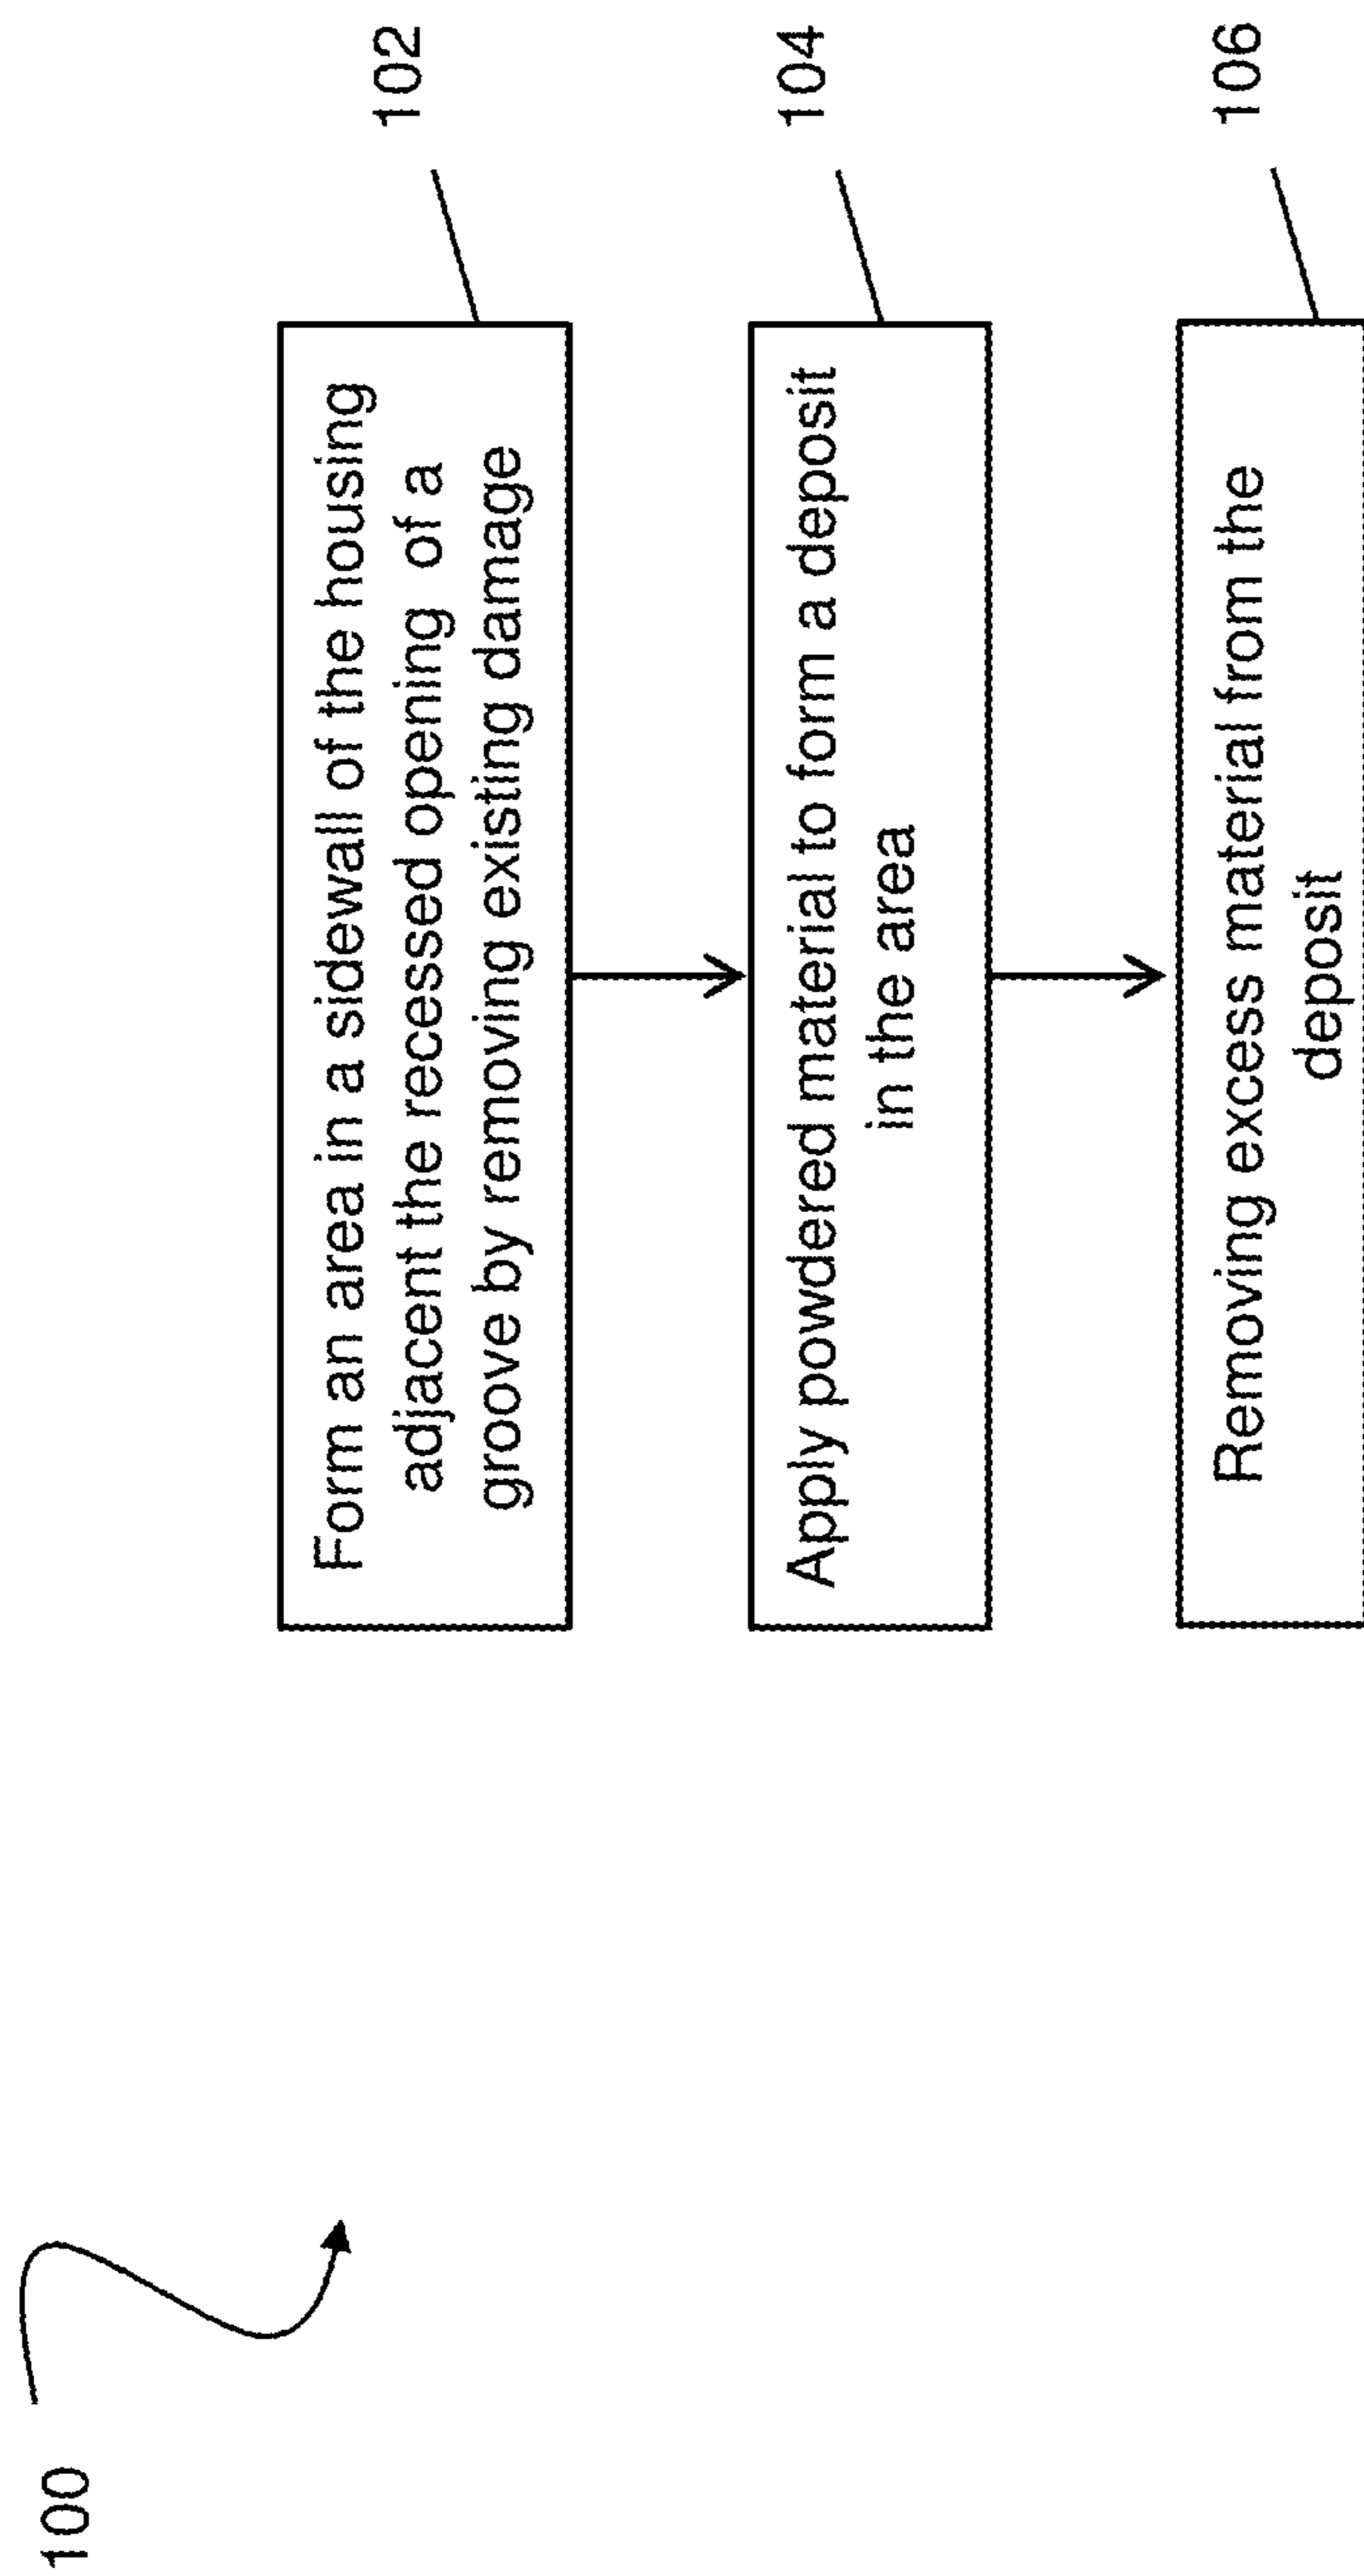 100
Form an area in a sidewall of the housing
adjacent the recessed opening of a
groove by removing existing damage
102
Apply powdered material to form a deposit
in the area
104
Removing excess material from the
deposit
106